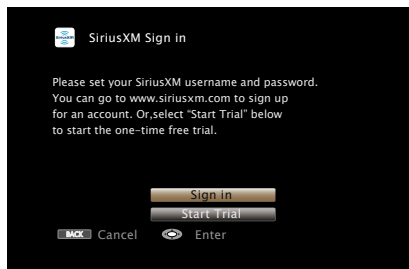 SiriusXM Sign in
Please set your SiriusXM username and password.
You can go to www.siriusxm.com to sign up
for an account. Or,select “Start Trial” below
to start the one-time free trial.
Sign in
Start Trial
BACK Cancel Enter